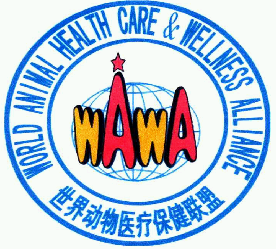 WORLD ANIMAL HEALTH CARE & WELLNESS ALLIANCE
WAWA
世界动物医疗保健联盟